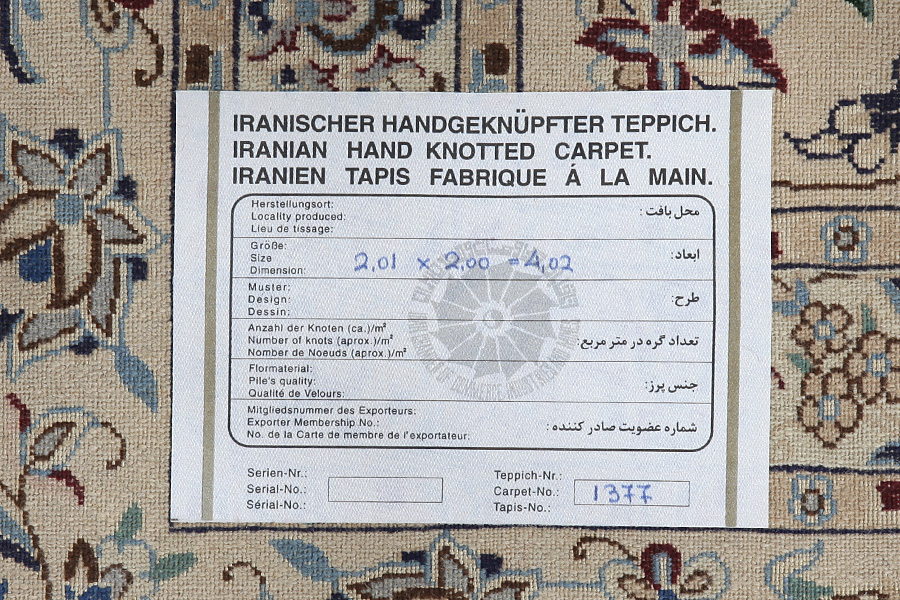 IRANISCHER HANDGEKNÜPFTER TEPPICH.
IRANIAN HAND KNOTTED CARPET.
IRANIEN TAPIS FABRIQUE Á LA MAIN.
Herstellungsort:
Locality produced:
Lieu de tissage:
محل بافت :
Größe:
Size
Dimension:
2,01 x 2,00 = 4,02
ابعاد:
Muster:
Design:
Dessin:
طرح:
Anzahl der Knoten (ca.)/m²
Number of knots (aprox.)/m²
Nomber de Noeuds (aprox.)/m²
تعداد گره در متر مربع:
Flormaterial:
Pile's quality:
Qualité de Velours:
جنس پرز:
Mitgliedsnummer des Exporteurs:
Exporter Membership No.:
No. de la Carte de membre de l'exportateur:
شماره عضویت صادر کننده :
Serien-Nr.:
Serial-No.:
Sérial-No.:
Teppich-Nr.:
Carpet-No.:
Tapis-No.:
1377